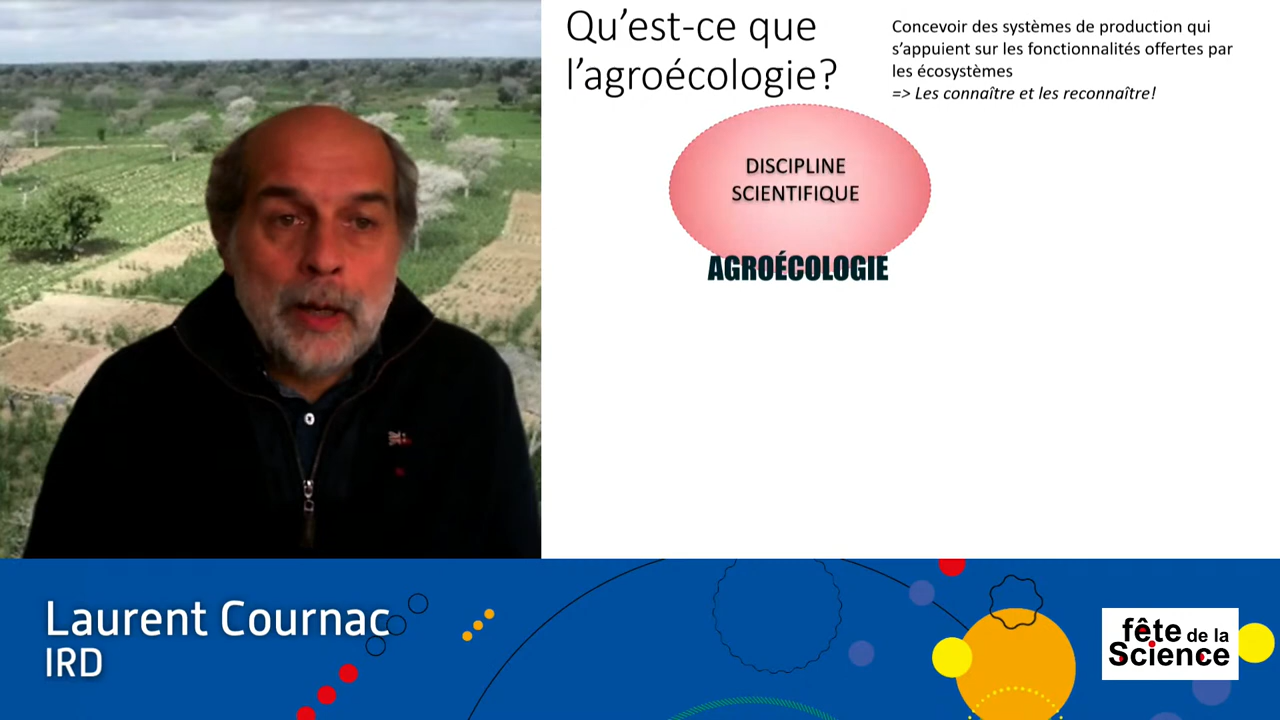 Qu’est-ce que
l’agroécologie?
Concevoir des systèmes de production qui
s’appuient sur les fonctionnalités offertes par
les écosystèmes
=> Les connaître et les reconnaître!
DISCIPLINE
SCIENTIFIQUE
AGROÉCOLOGIE
Laurent Cournac
IRD
fête de la
Science